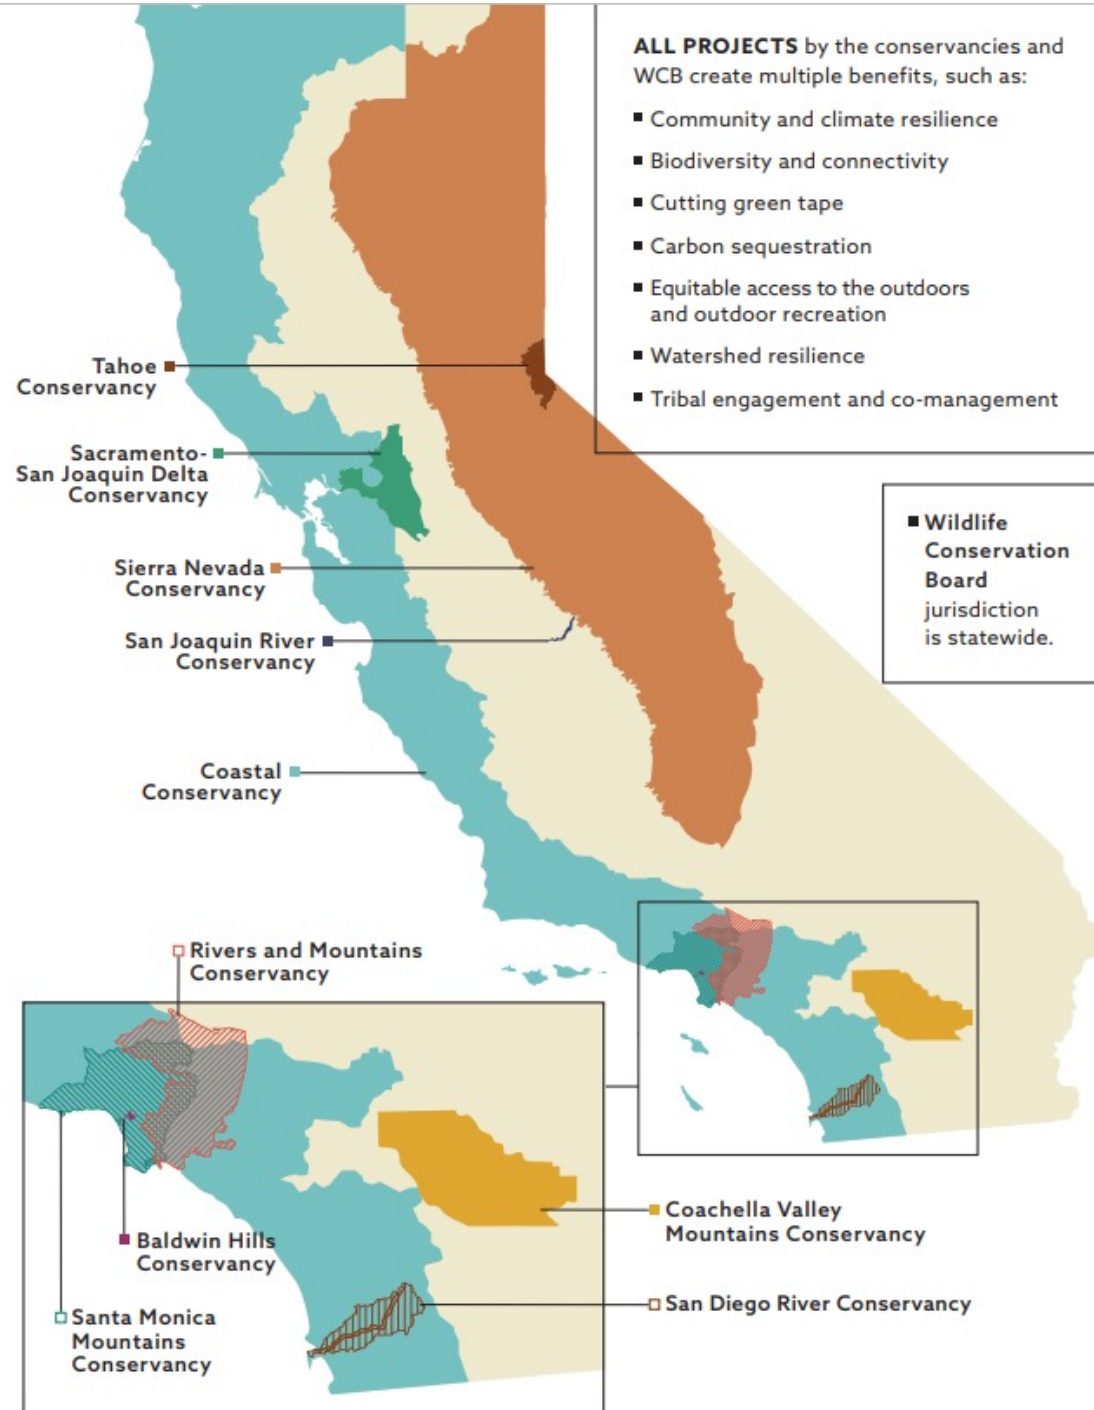 ALL PROJECTS by the conservancies and
WCB create multiple benefits, such as:
Community and climate resilience
Biodiversity and connectivity
Cutting green tape
Carbon sequestration
Equitable access to the outdoors
and outdoor recreation
Watershed resilience
Tribal engagement and co-management
Tahoe
Conservancy
Sacramento-
San Joaquin Delta
Conservancy
Wildlife
Conservation
Board
jurisdiction
is statewide.
Sierra Nevada
Conservancy
San Joaquin River
Conservancy
Coastal
Conservancy
Rivers and Mountains
Conservancy
Coachella Valley
Mountains Conservancy
Baldwin Hills
Conservancy
San Diego River Conservancy
Santa Monica
Mountains
Conservancy